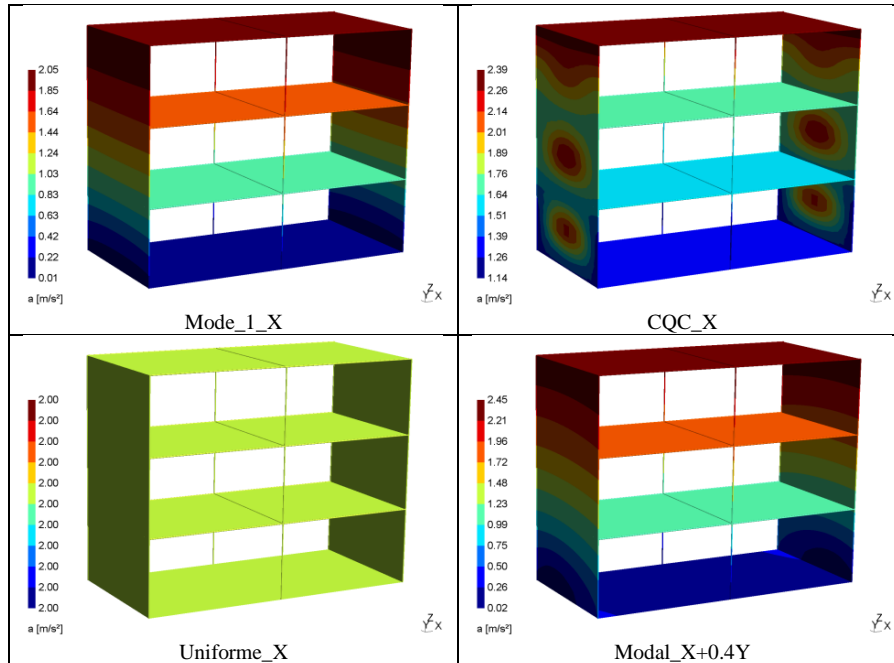 2.05
1.85
1.64
1.44
1.24
1.03
0.83
0.63
0.42
0.22
0.01
a [m/s²]
Z
Y X
Mode_1_X
2.39
2.26
2.14
2.01
1.89
1.76
1.64
1.51
1.39
1.26
1.14
a [m/s²]
Z
Y X
CQC_X
2.00
2.00
2.00
2.00
2.00
2.00
2.00
2.00
2.00
2.00
2.00
a [m/s²]
Z
Y X
Uniforme_X
2.45
2.21
1.96
1.72
1.48
1.23
0.99
0.75
0.50
0.26
0.02
a [m/s²]
Z
Y X
Modal_X+0.4Y